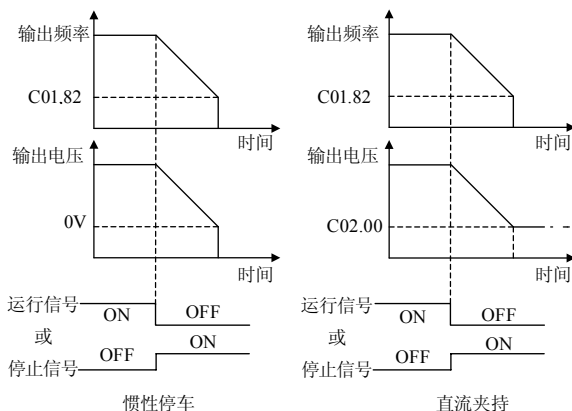 输出频率
C01.82
时间
输出电压
0V
时间
运行信号
ON
OFF
或
停止信号
OFF
ON
惯性停车
输出频率
C01.82
时间
输出电压
C02.00
时间
运行信号
ON
OFF
或
停止信号
OFF
ON
直流夹持